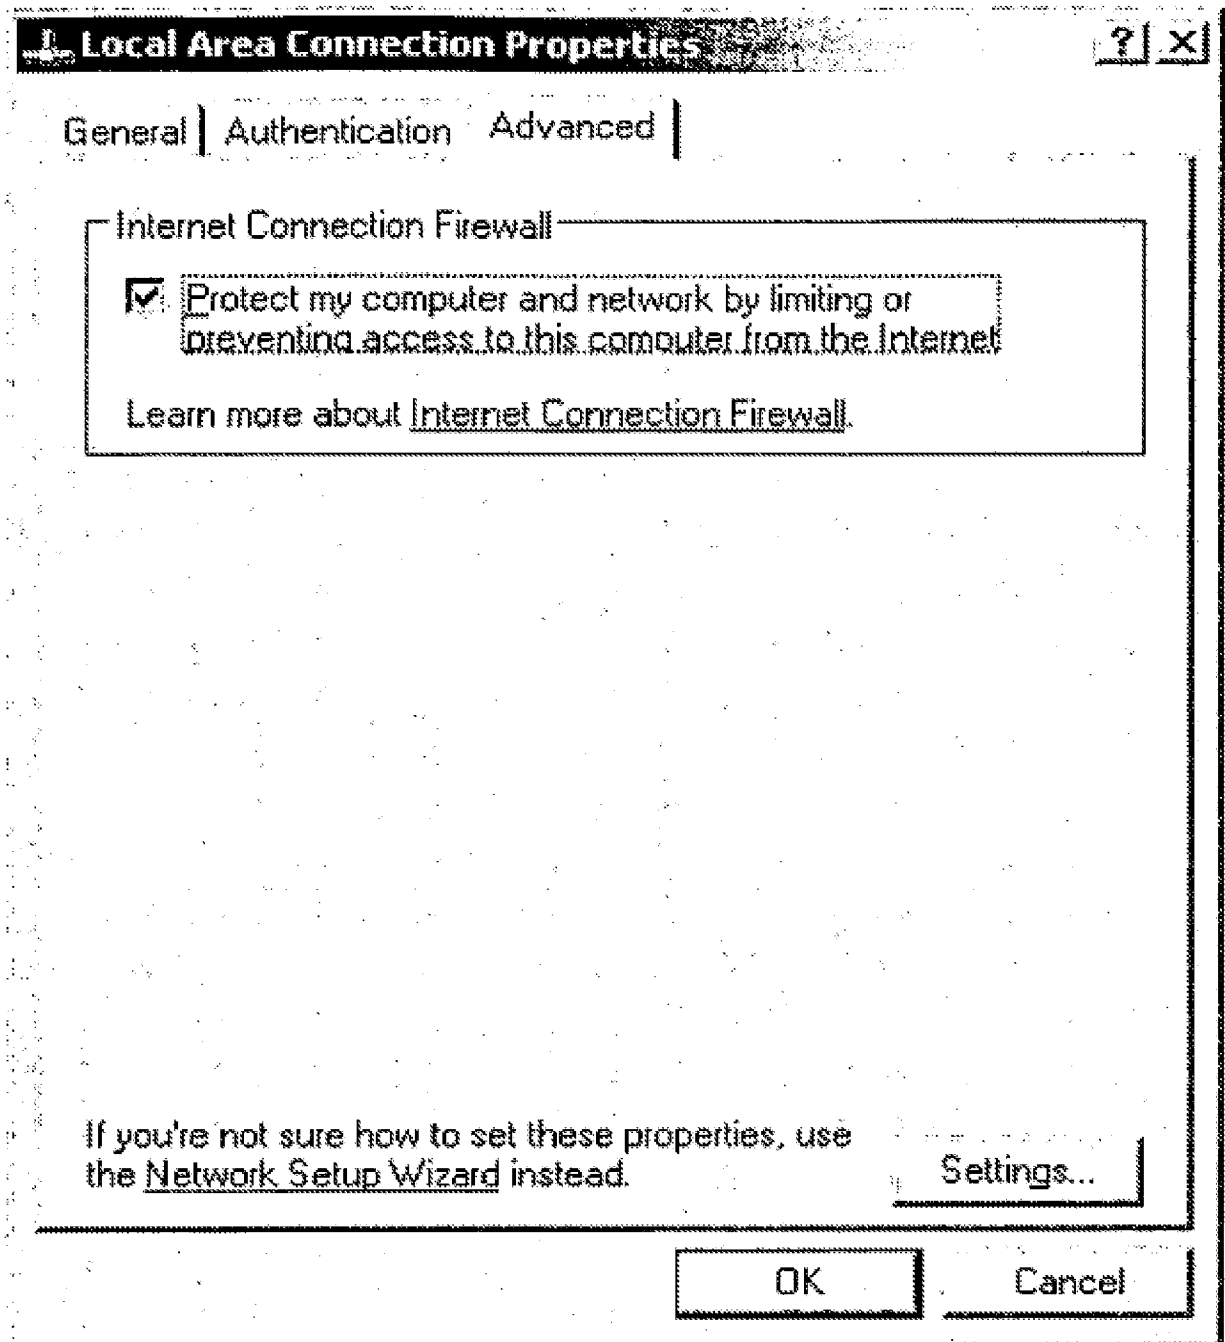 Local Area Connection Properties
General Authentication Advanced
Internet Connection Firewall
Protect my computer and network by limiting or
preventing access to this computer from the Internet
Learn more about Internet Connection Firewall.
If you're not sure how to set these properties, use
the Network Setup Wizard instead.
Settings...
OK Cancel